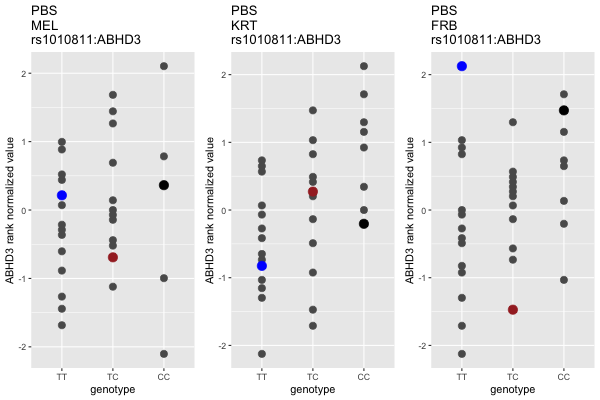 PBS
MEL
rs1010811:ABHD3
ABHD3 rank normalized value
2
1
0
-1
-2
TT TC CC
genotype
PBS
KRT
rs1010811:ABHD3
ABHD3 rank normalized value
2
1
0
-1
-2
TT TC CC
genotype
PBS
FRB
rs1010811:ABHD3
ABHD3 rank normalized value
2
1
0
-1
-2
TT TC CC
genotype